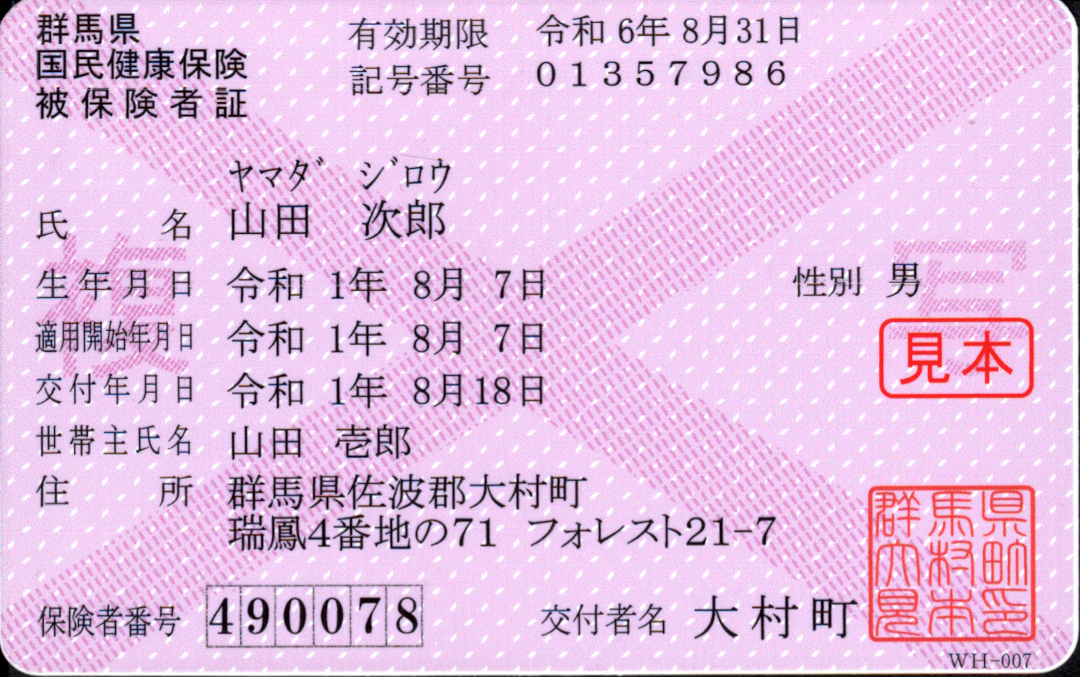 群馬県
国民健康保険
被保険者証
有効期限 令和 6年 8月31日
記号番号 01357986
ヤマダ ジロウ
氏名 山田 次郎
生年月日 令和 1年 8月 7日
性別 男
適用開始年月日 令和 1年 8月 7日
交付年月日 令和 1年 8月18日
世帯主氏名 山田 壱郎
住所 群馬県佐波郡大村町
瑞鳳4番地の71 フォレスト21-7
保険者番号 490078
交付者名 大村町
見本
複写
群馬県
大村町
WH-007